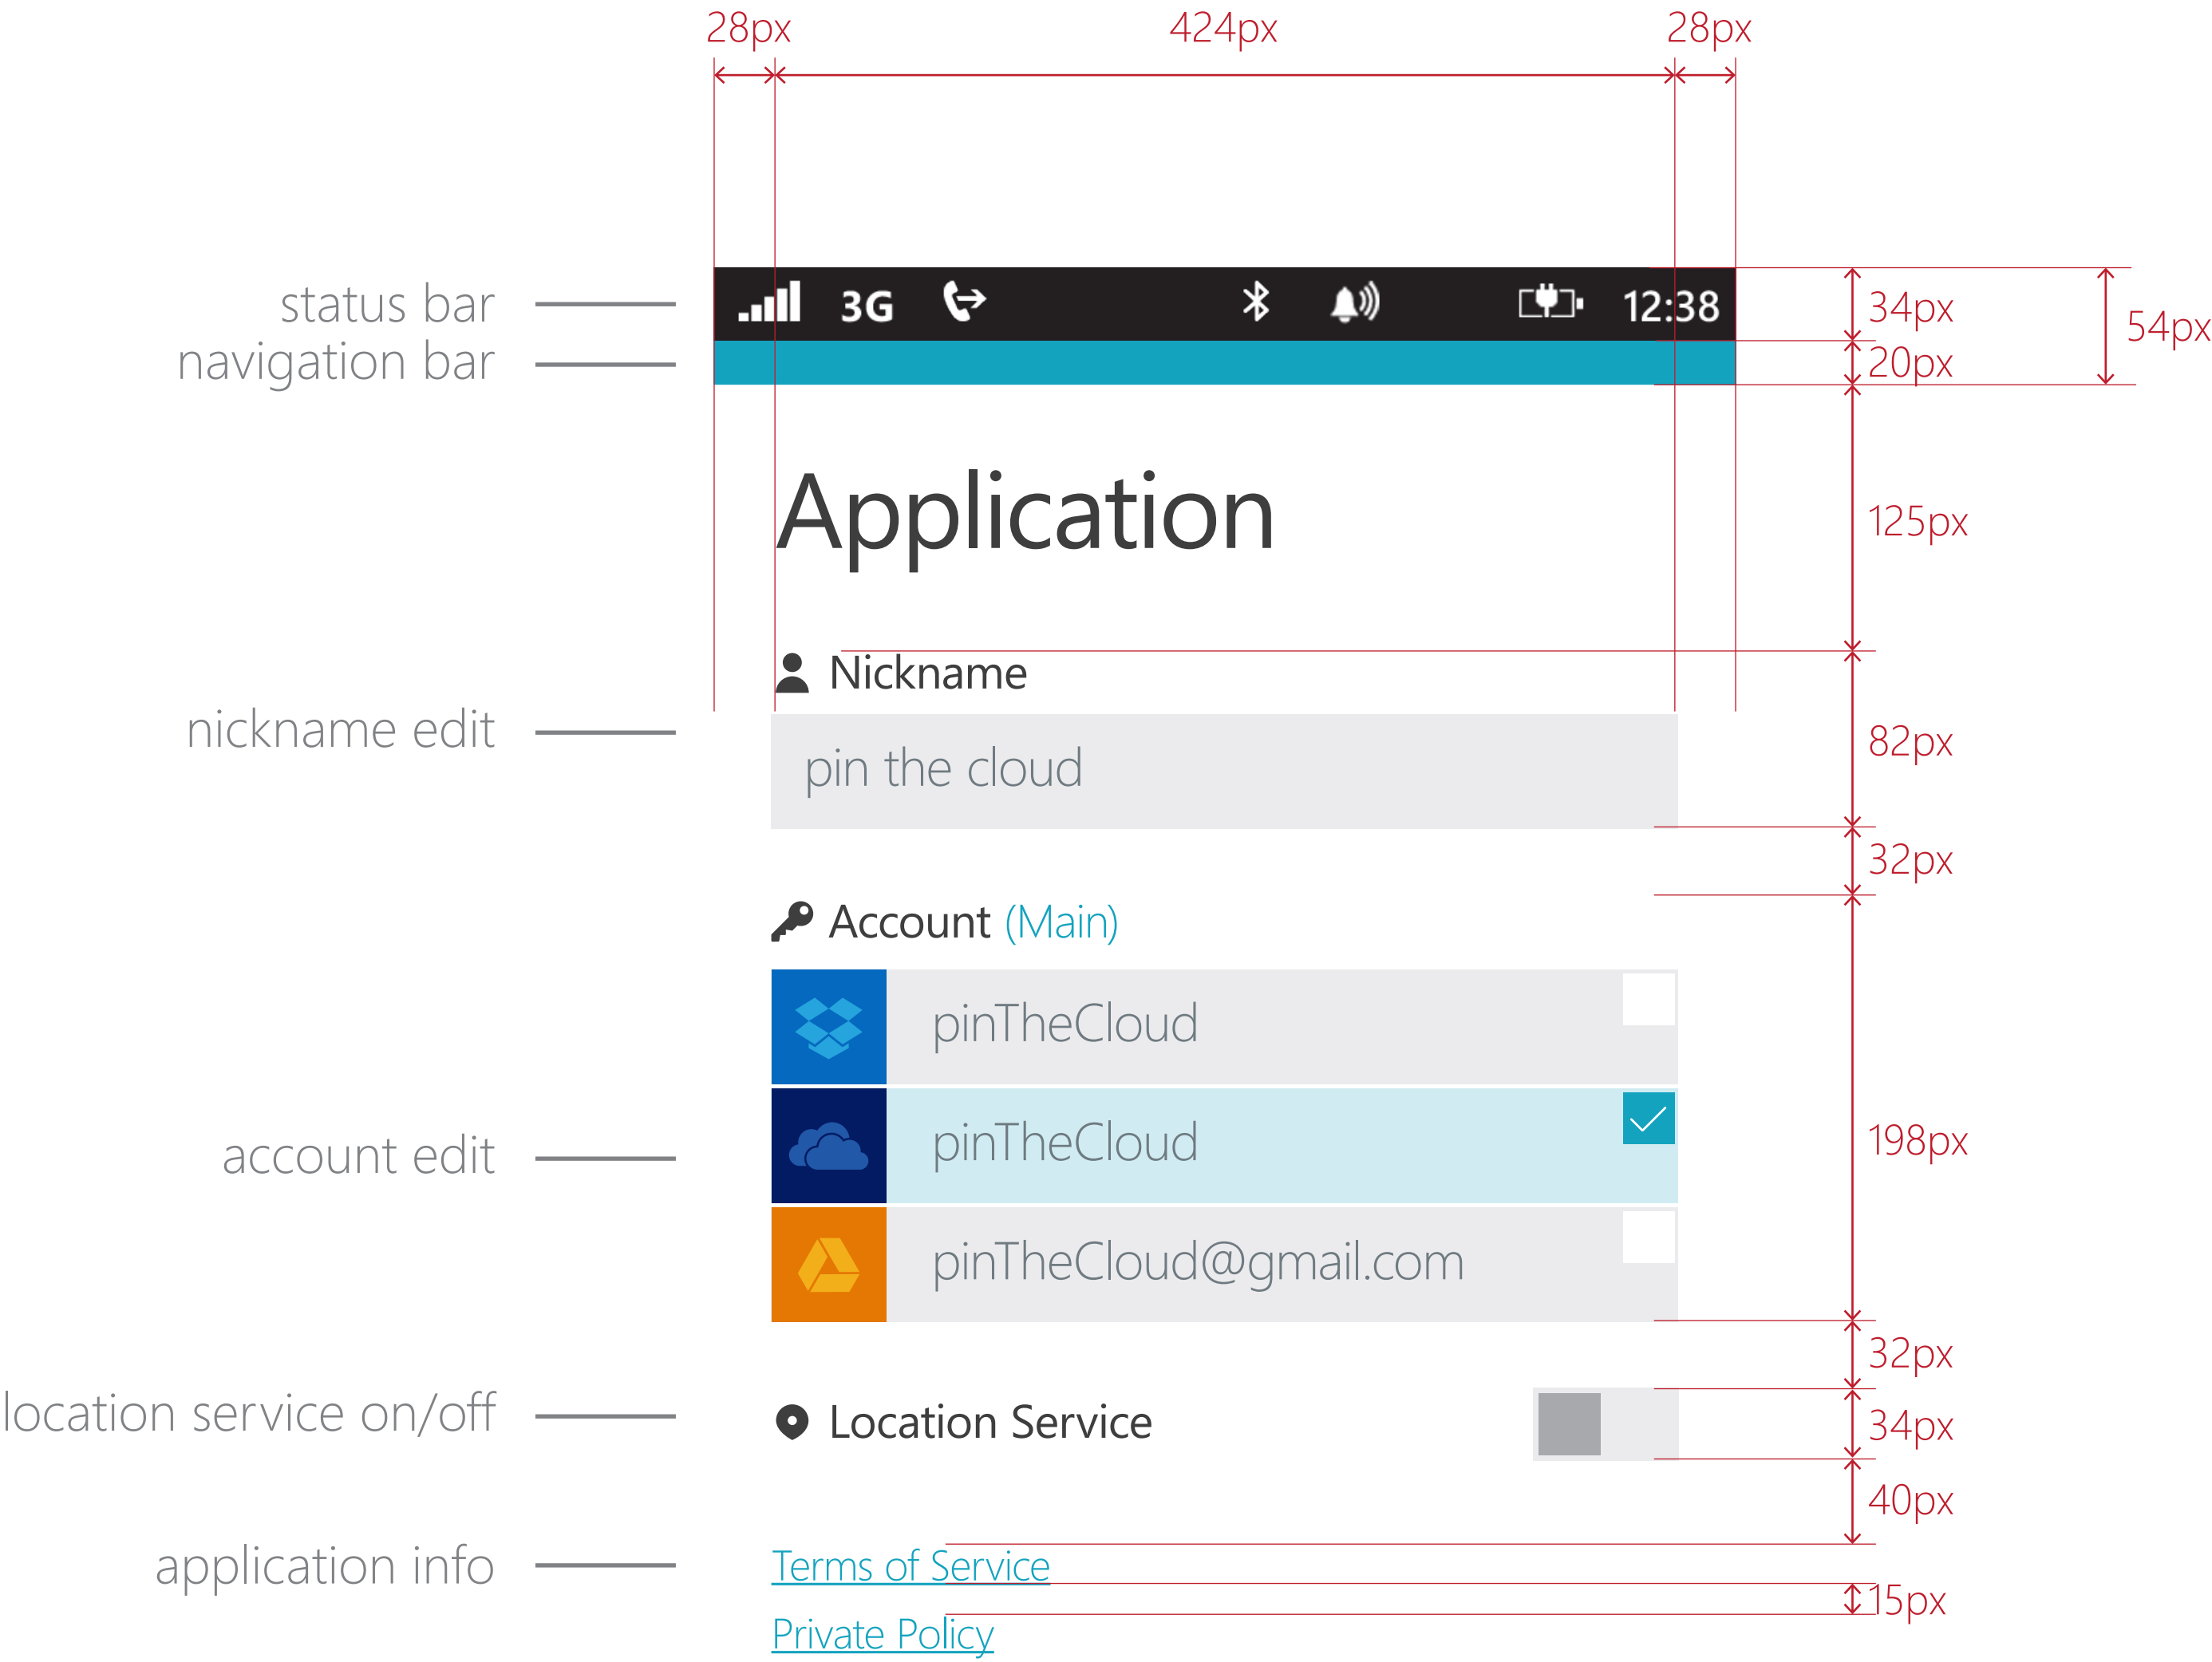 28px 424px 28px
status bar 3G 12:38 34px
54px
navigation bar 20px
Application
125px
Nickname
nickname edit pin the cloud 82px
32px
Account (Main)
pinTheCloud
account edit pinTheCloud 198px
pinTheCloud@gmail.com
32px
location service on/off Location Service 34px
40px
application info Terms of Service
15px
Private Policy